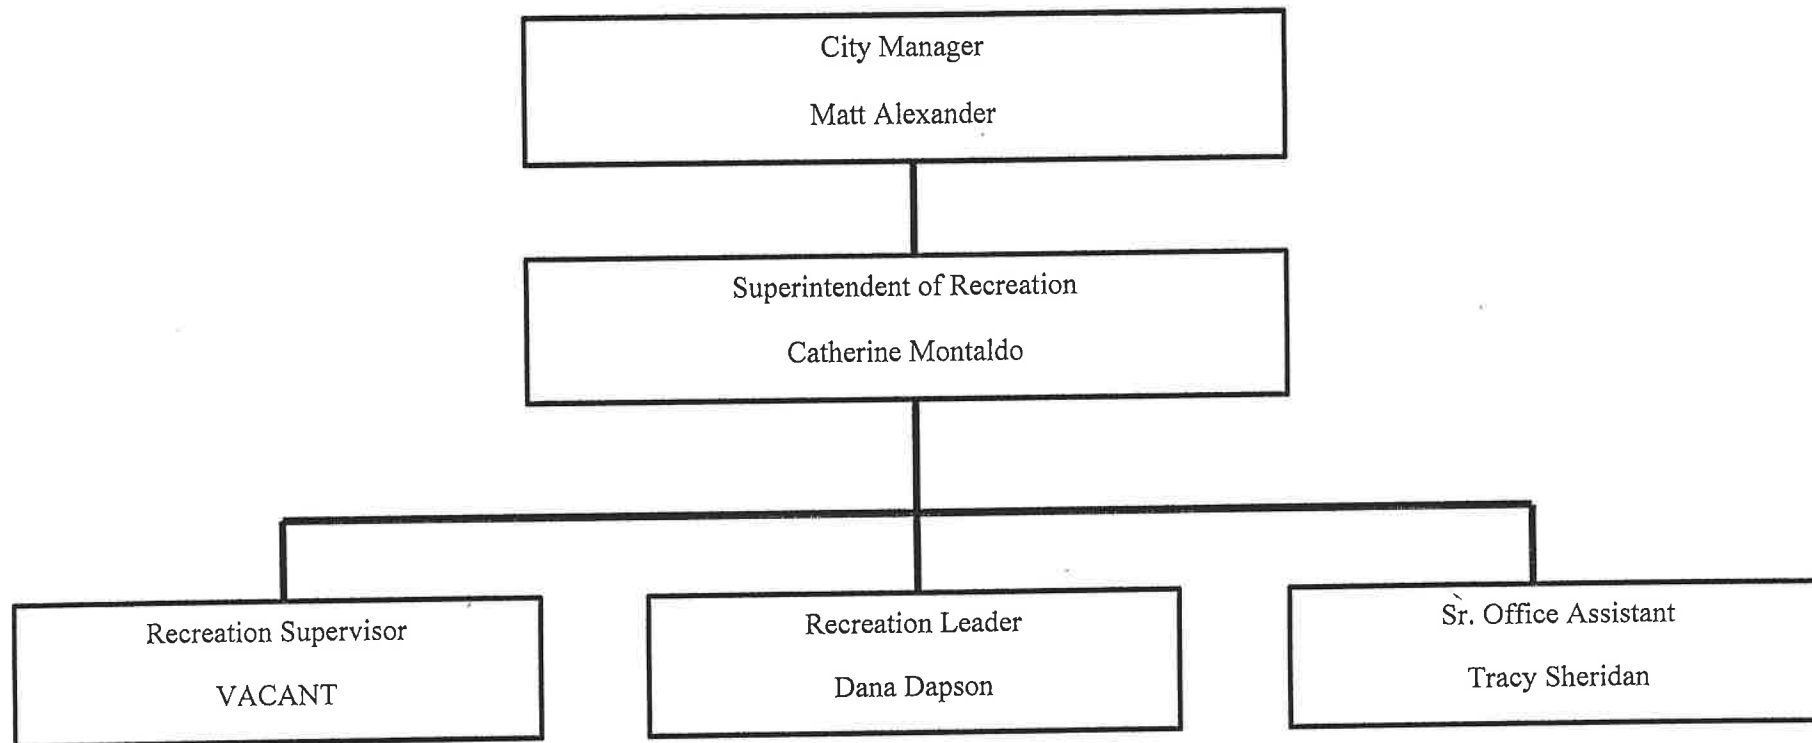 City Manager
Matt Alexander
Superintendent of Recreation
Catherine Montaldo
Recreation Supervisor
VACANT
Recreation Leader
Dana Dapson
Sr. Office Assistant
Tracy Sheridan